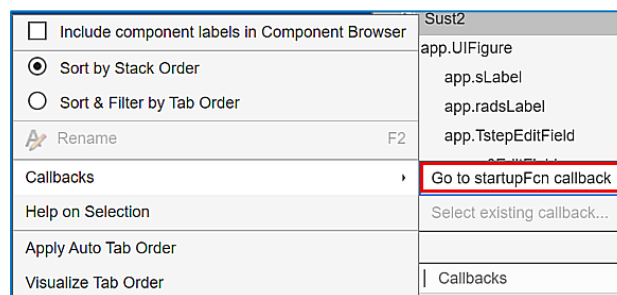 Include component labels in Component Browser
Sort by Stack Order
Sort & Filter by Tab Order
Rename F2
Callbacks
Help on Selection
Apply Auto Tab Order
Visualize Tab Order
Sust2
app.UIFigure
app.sLabel
app.radsLabel
app.TstepEditField
Go to startupFcn callback
Select existing callback...
Callbacks